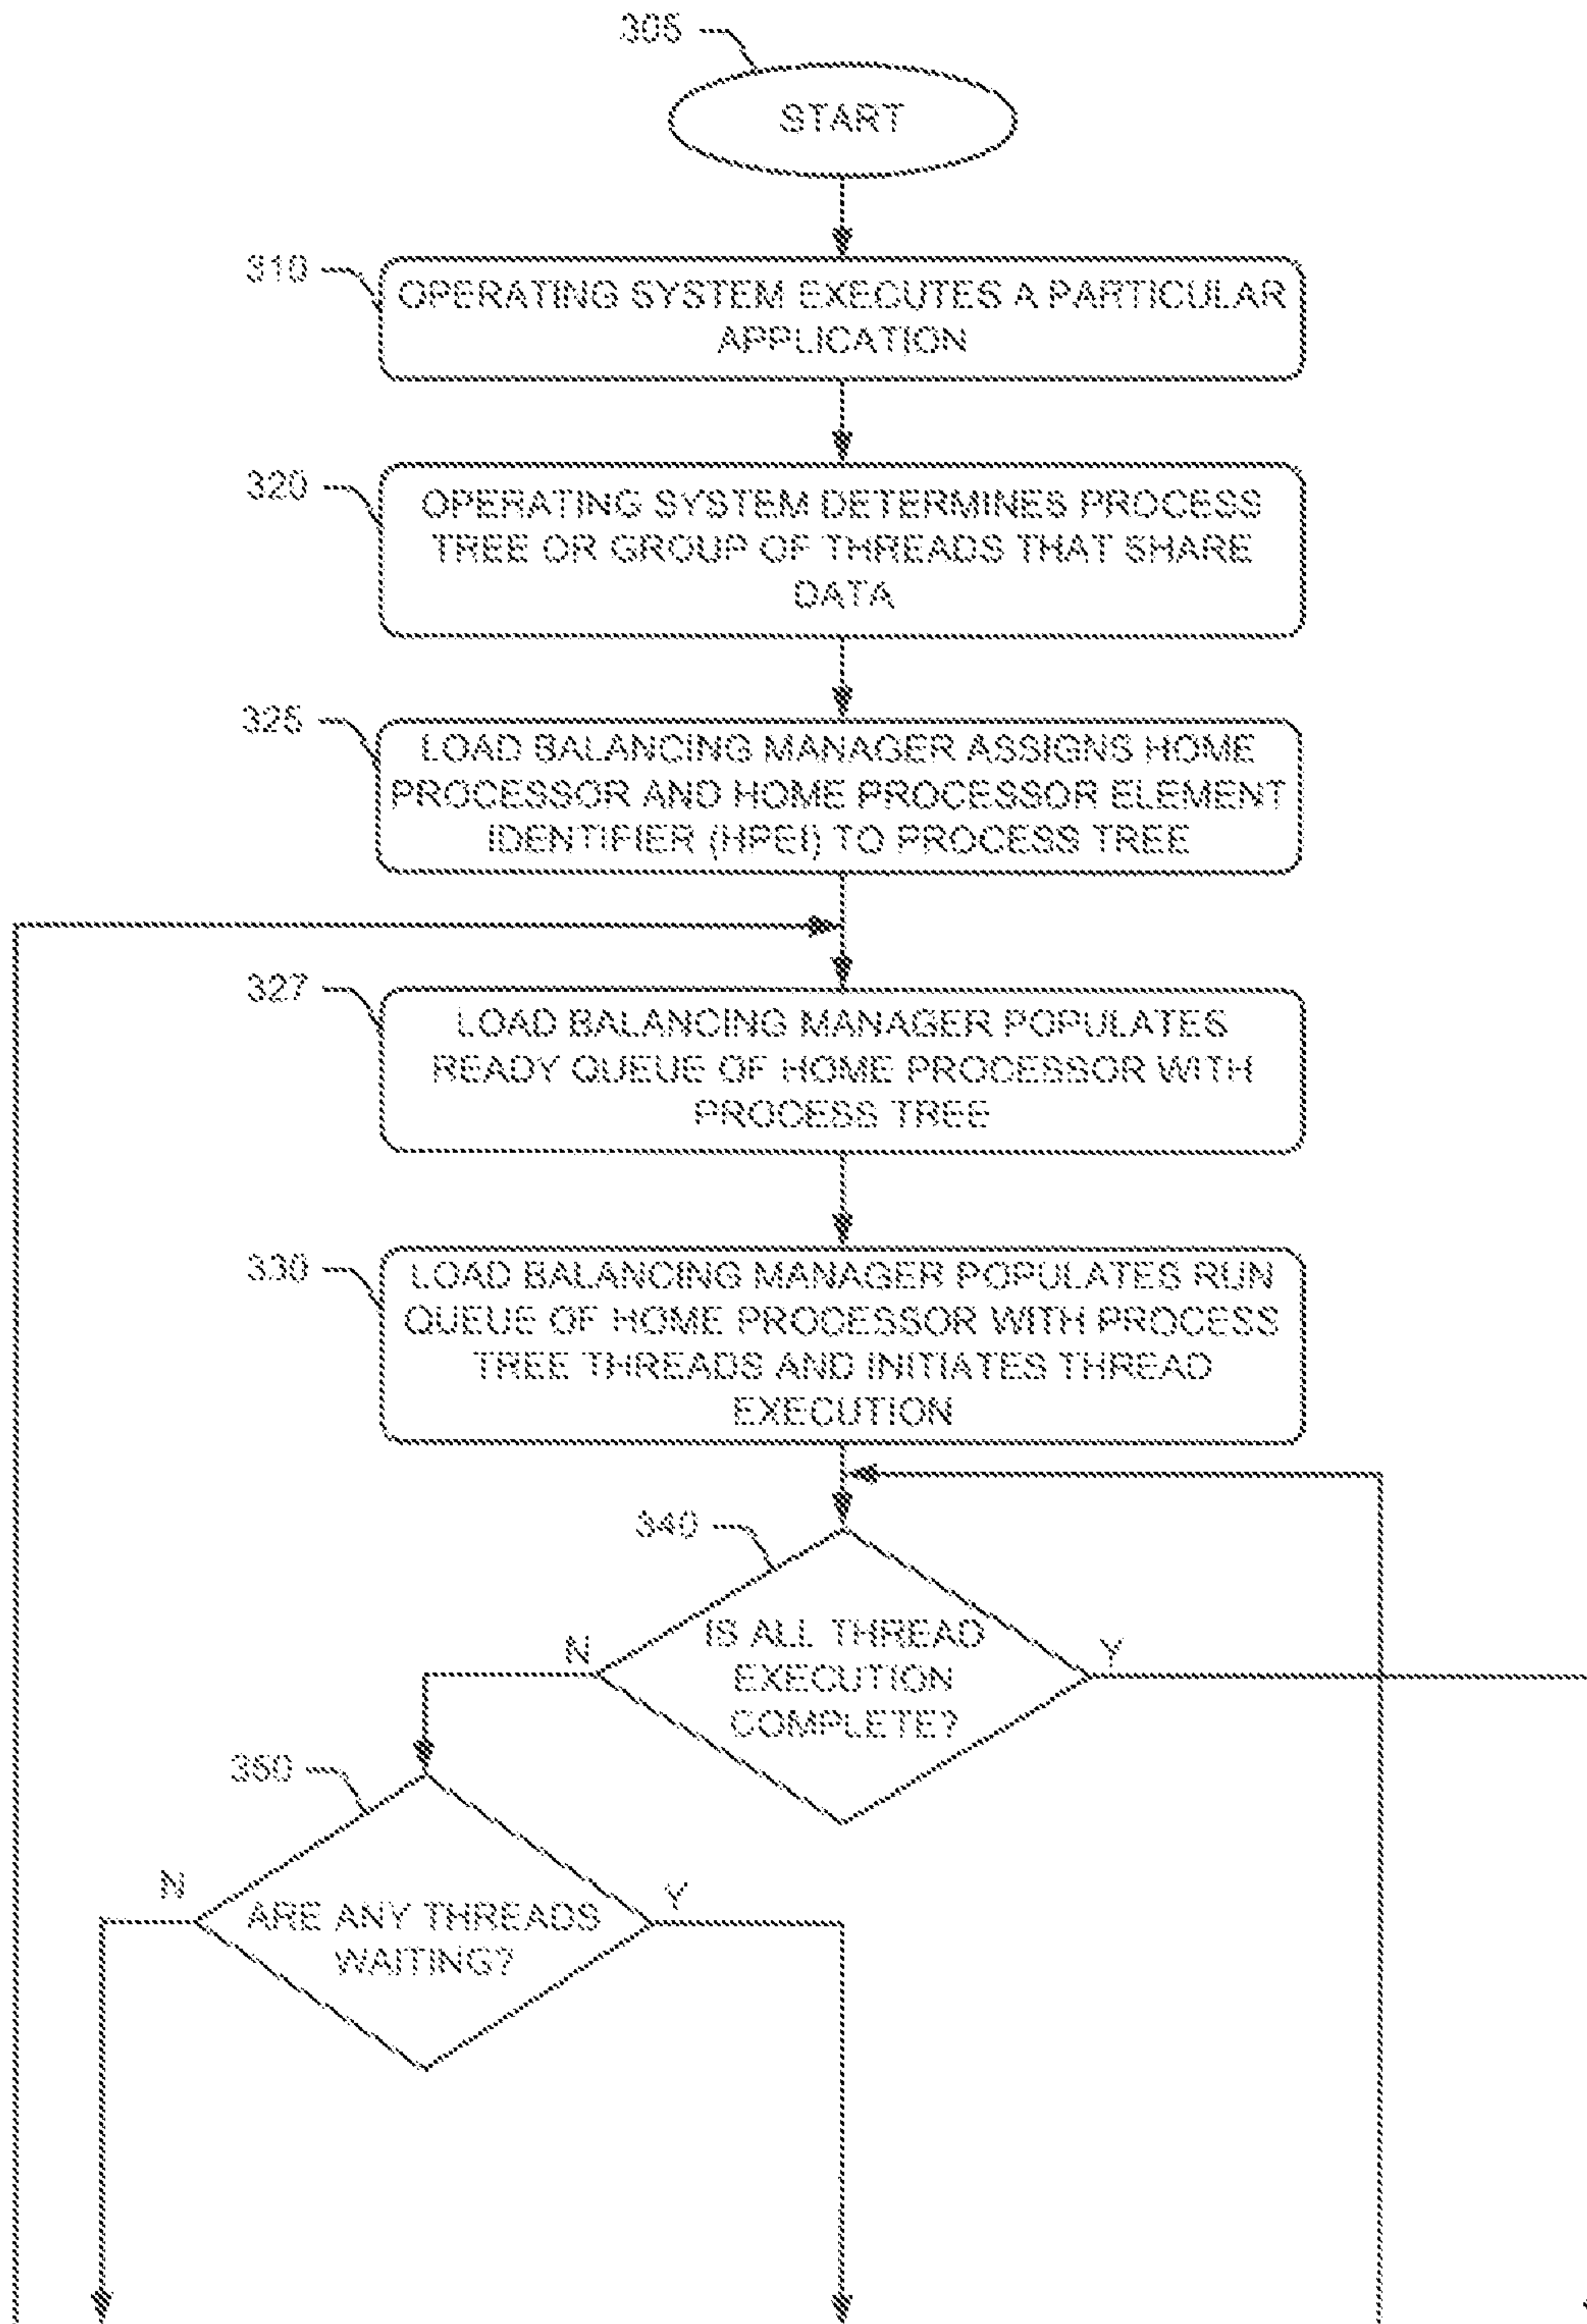 305
START
310
OPERATING SYSTEM EXECUTES A PARTICULAR
APPLICATION
320
OPERATING SYSTEM DETERMINES PROCESS
TREE OR GROUP OF THREADS THAT SHARE
DATA
325
LOAD BALANCING MANAGER ASSIGNS HOME
PROCESSOR AND HOME PROCESSOR ELEMENT
IDENTIFIER (HPEI) TO PROCESS TREE
327
LOAD BALANCING MANAGER POPULATES
READY QUEUE OF HOME PROCESSOR WITH
PROCESS TREE
330
LOAD BALANCING MANAGER POPULATES RUN
QUEUE OF HOME PROCESSOR WITH PROCESS
TREE THREADS AND INITIATES THREAD
EXECUTION
340
N
IS ALL THREAD
EXECUTION
COMPLETE?
Y
350
N
ARE ANY THREADS
WAITING?
Y